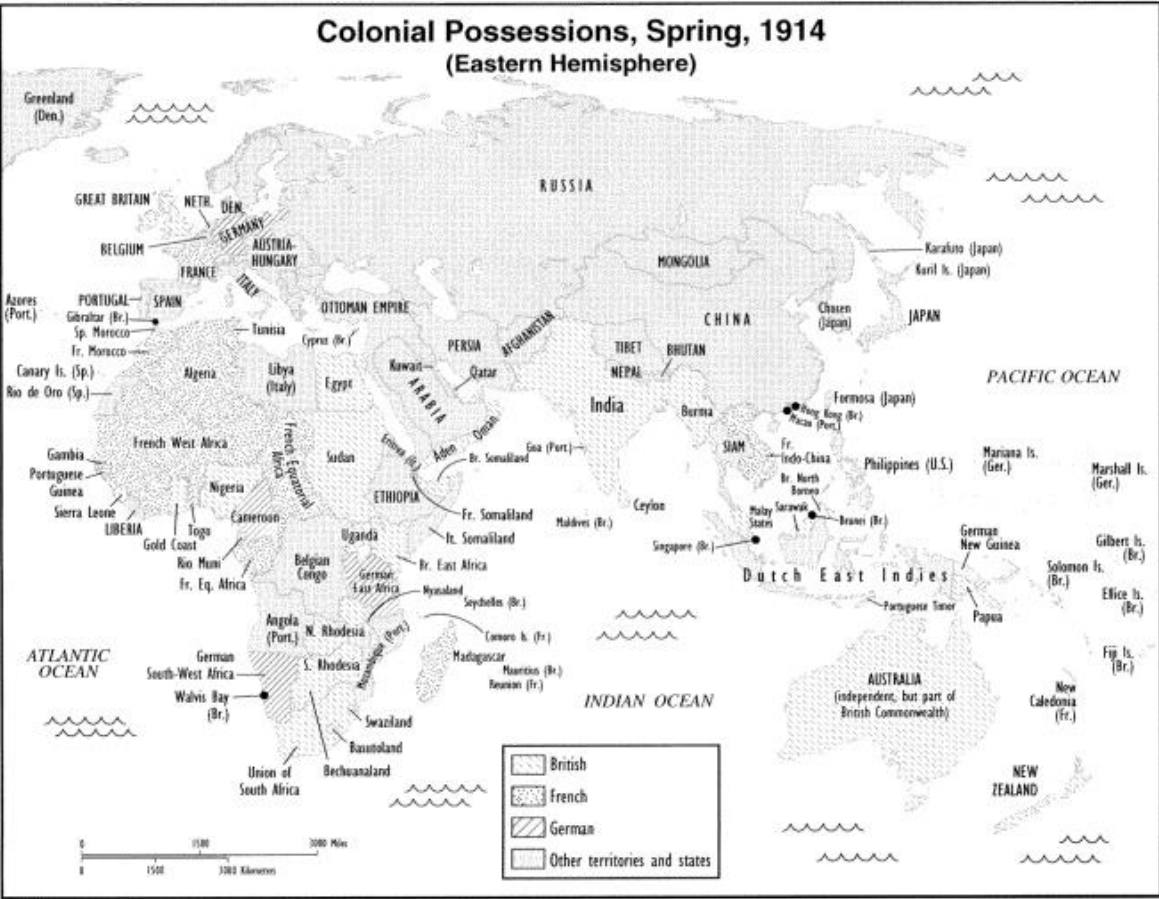 Colonial Possessions, Spring, 1914
(Eastern Hemisphere)
Greenland
(Den.)
RUSSIA
GREAT BRITAIN
NETH.
DEN.
GERMANY
BELGIUM
AUSTRIA-
HUNGARY
FRANCE
ITALY
MONGOLIA
Karafuto (Japan)
Kuril Is. (Japan)
Azores
(Port.)
PORTUGAL
SPAIN
OTTOMAN EMPIRE
Gibraltar (Br.)
Sp. Morocco
Tunisia
Cyprus (Br.)
Fr. Morocco
PERSIA
AFGHANISTAN
CHINA
Chosen
(Japan)
JAPAN
TIBET
BHUTAN
NEPAL
Canary Is. (Sp.)
Rio de Oro (Sp.)
Algeria
Libya
(Italy)
Egypt
Kuwait
Qatar
ARABIA
Oman
Aden
India
Burma
PACIFIC OCEAN
Formosa (Japan)
Hong Kong (Br.)
Macao (Port.)
French West Africa
French Equatorial
Africa
Sudan
Eritrea (It.)
Br. Somaliland
Goa (Port.)
SIAM
Fr.
Indo-China
Philippines (U.S.)
Mariana Is.
(Ger.)
Marshall Is.
(Ger.)
Gambia
Portuguese
Guinea
Sierra Leone
LIBERIA
Nigeria
ETHIOPIA
Fr. Somaliland
It. Somaliland
Maldives (Br.)
Ceylon
Br. North
Borneo
Malay
States
Sarawak
Brunei (Br.)
Singapore (Br.)
Togo
Gold Coast
Cameroon
Rio Muni
Fr. Eq. Africa
Uganda
Belgian
Congo
Br. East Africa
German
East Africa
Nyasaland
Seychelles (Br.)
Dutch East Indies
German
New Guinea
Gilbert Is.
(Br.)
Solomon Is.
(Br.)
Ellice Is.
(Br.)
Portuguese Timor
Papua
Angola
(Port.)
N. Rhodesia
Mozambique (Port.)
Comoro Is. (Fr.)
Madagascar
Mauritius (Br.)
Reunion (Fr.)
ATLANTIC
OCEAN
German
South-West Africa
S. Rhodesia
Walvis Bay
(Br.)
INDIAN OCEAN
AUSTRALIA
(independent, but part of
British Commonwealth)
Fiji Is.
(Br.)
New
Caledonia
(Fr.)
Swaziland
Basutoland
Bechuanaland
Union of
South Africa
NEW
ZEALAND
British
French
German
Other territories and states
0 1500 3000 Miles
0 1500 3000 Kilometers